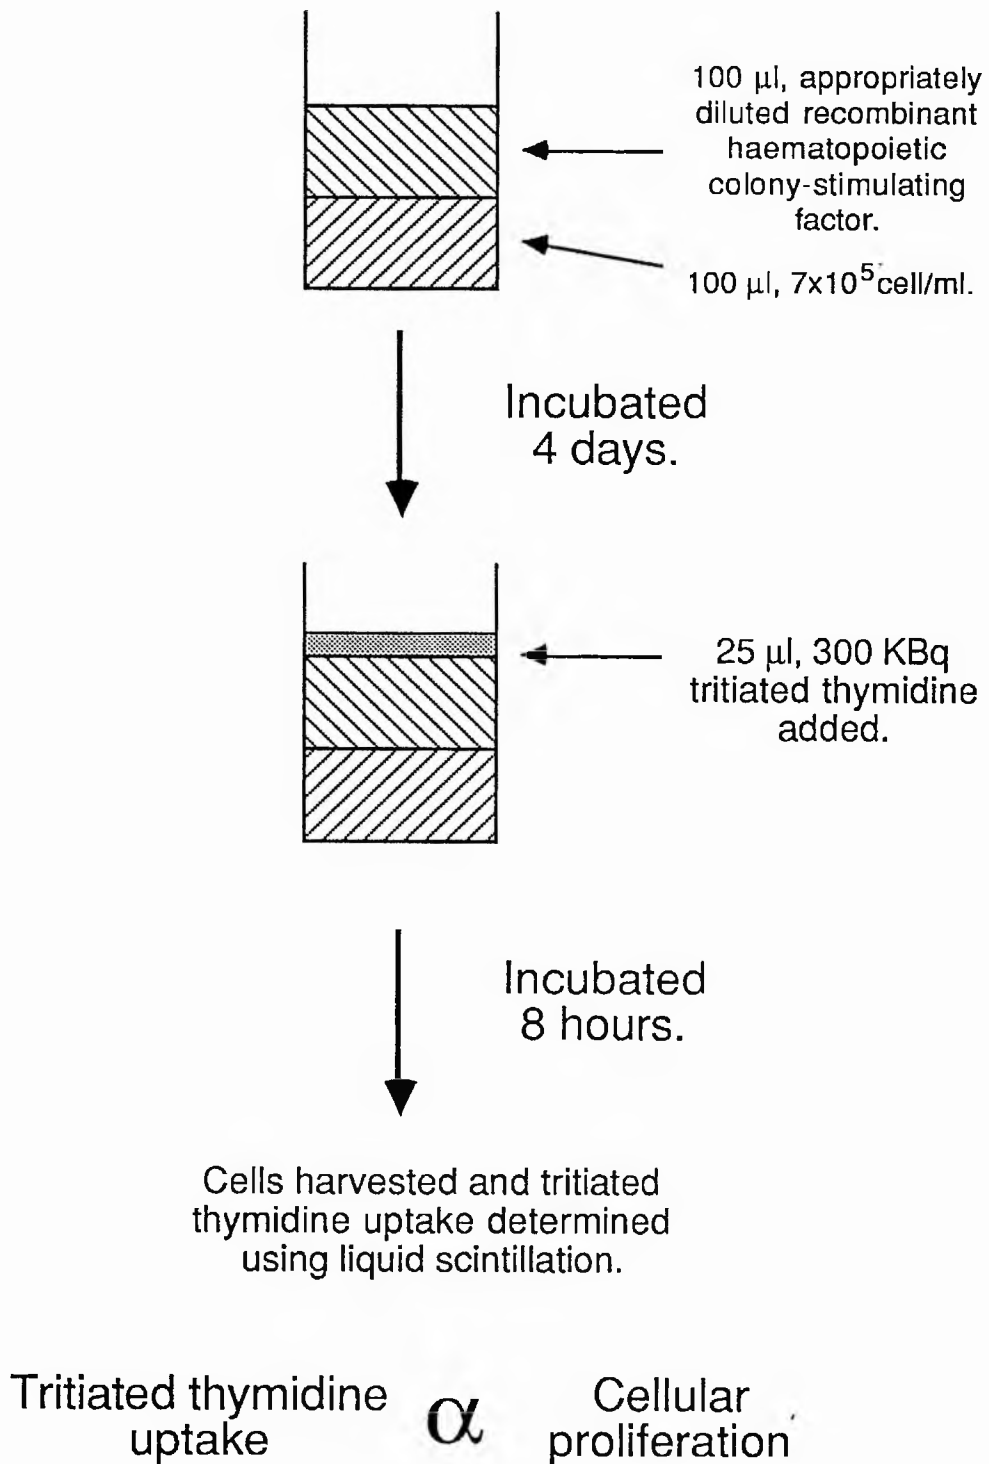 100 µl, appropriately
diluted recombinant
haematopoietic
colony-stimulating
factor.
100 µl, 7x10⁵cell/ml.
Incubated
4 days.
25 µl, 300 KBq
tritiated thymidine
added.
Incubated
8 hours.
Cells harvested and tritiated
thymidine uptake determined
using liquid scintillation.
Tritiated thymidine
uptake
α
Cellular
proliferation